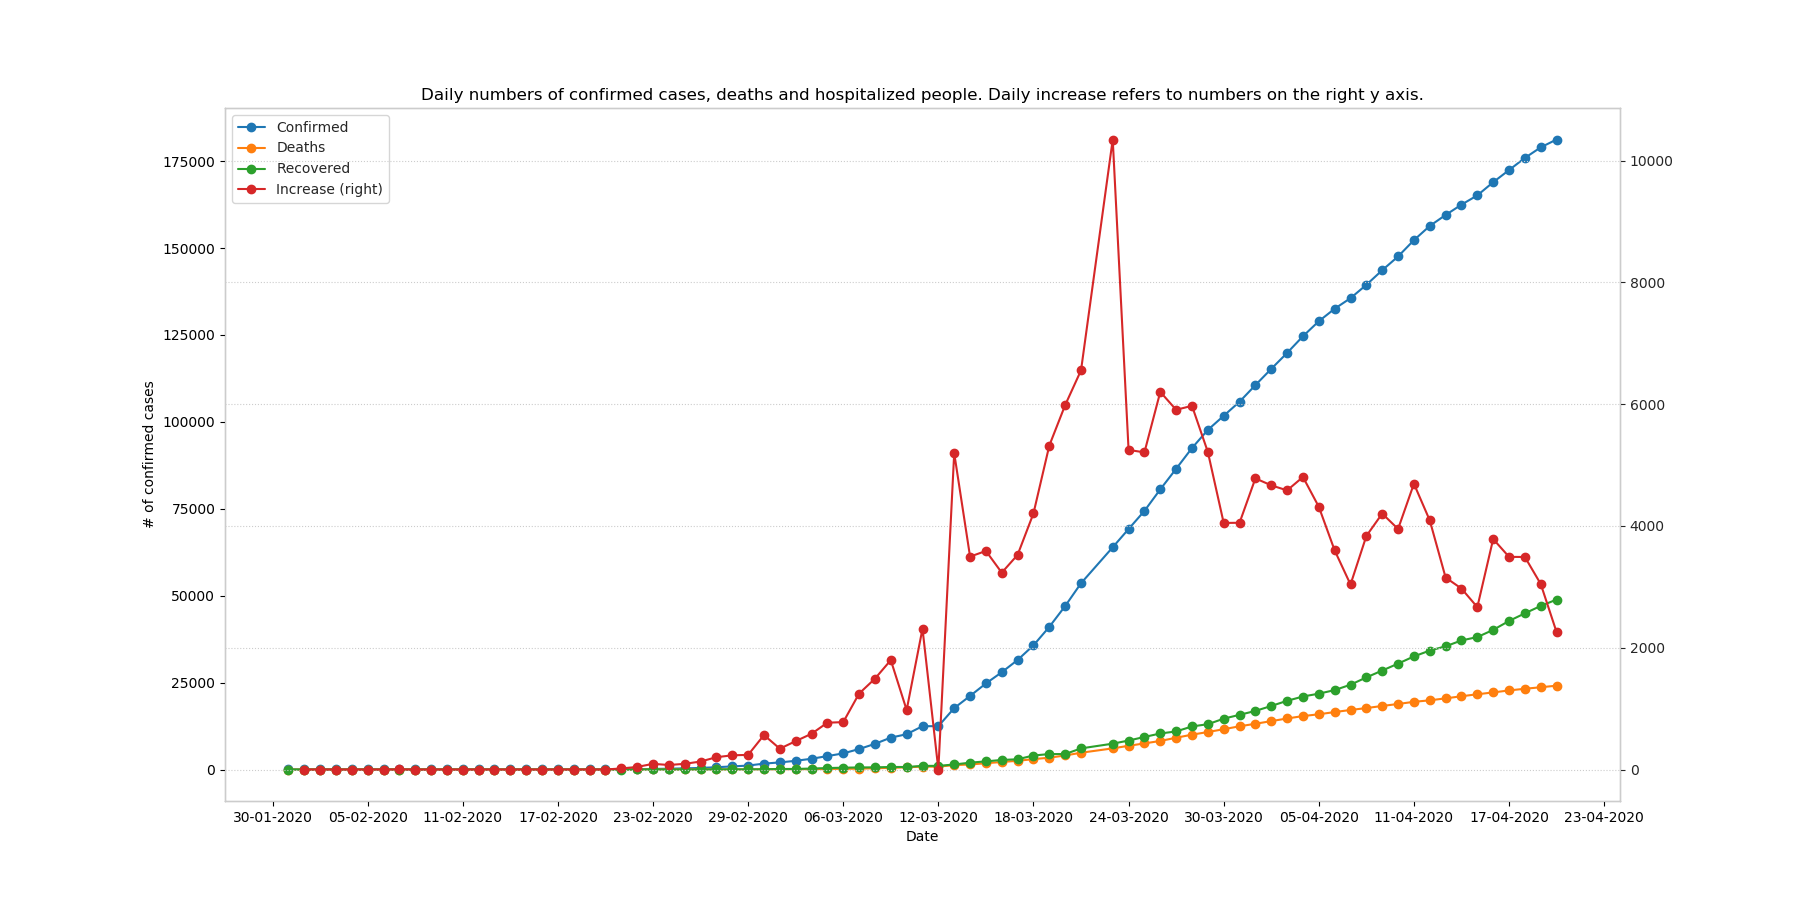 Daily numbers of confirmed cases, deaths and hospitalized people. Daily increase refers to numbers on the right y axis.
Confirmed
Deaths
Recovered
Increase (right)
175000
150000
125000
100000
75000
50000
25000
0
# of confirmed cases
10000
8000
6000
4000
2000
0
30-01-2020 05-02-2020 11-02-2020 17-02-2020 23-02-2020 29-02-2020 06-03-2020 12-03-2020 18-03-2020 24-03-2020 30-03-2020 05-04-2020 11-04-2020 17-04-2020 23-04-2020
Date